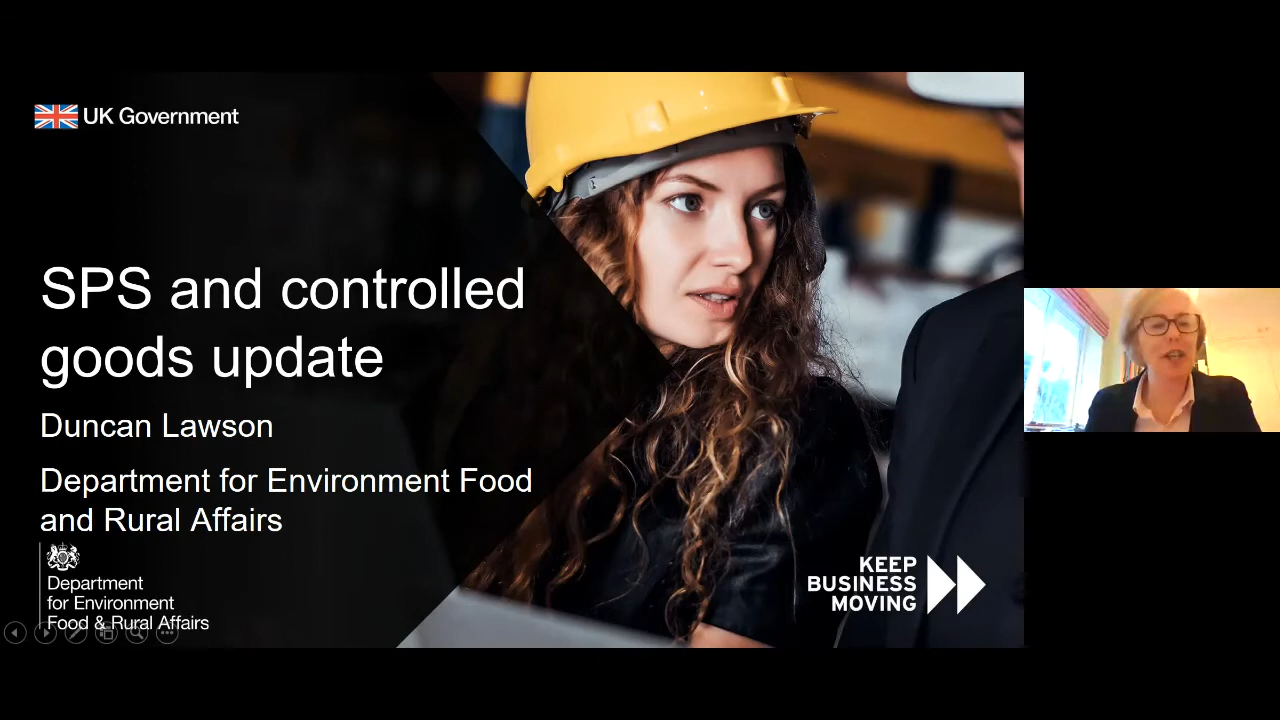 UK Government
SPS and controlled
goods update
Duncan Lawson
Department for Environment Food
and Rural Affairs
Department
for Environment
Food & Rural Affairs
KEEP
BUSINESS
MOVING